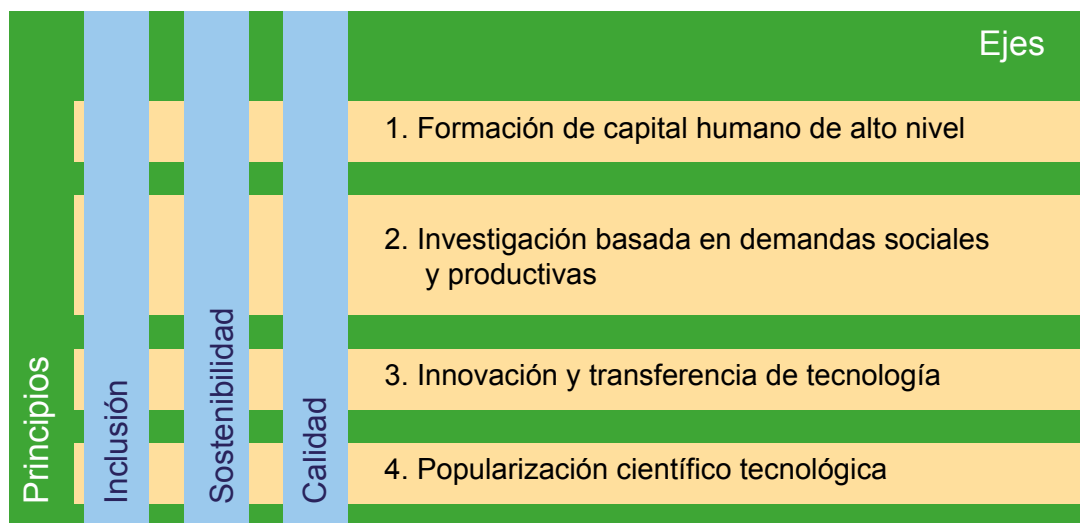 Ejes
1. Formación de capital humano de alto nivel
2. Investigación basada en demandas sociales
y productivas
3. Innovación y transferencia de tecnología
4. Popularización científico tecnológica
Principios
Inclusión
Sostenibilidad
Calidad